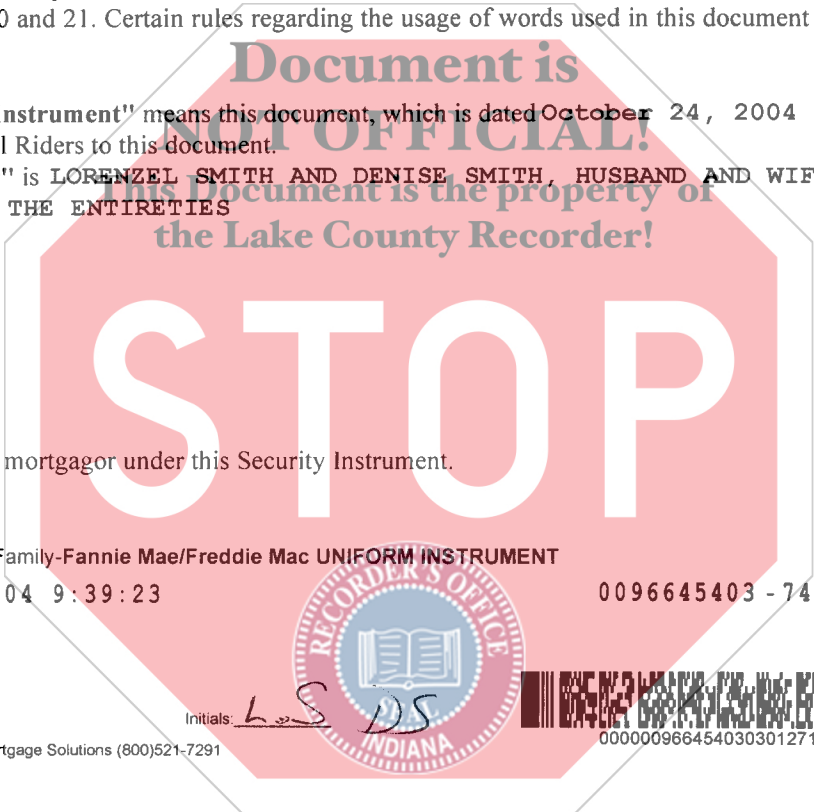 0 and 21. Certain rules regarding the usage of words used in this document
Document is
nstrument" means this document, which is dated October 24, 2004
NOT OFFICIAL!
l Riders to this document.
" is LORENZEL SMITH AND DENISE SMITH, HUSBAND AND WIF
This Document is the property of
THE ENTIRETIES
the Lake County Recorder!
STOP
mortgagor under this Security Instrument.
Family-Fannie Mae/Freddie Mac UNIFORM INSTRUMENT
04 9:39:23
0096645403 - 74
RECORDER'S OFFICE
SEAL
INDIANA
Initials: L.S DS
rtgage Solutions (800)521-7291
000000966454030301271